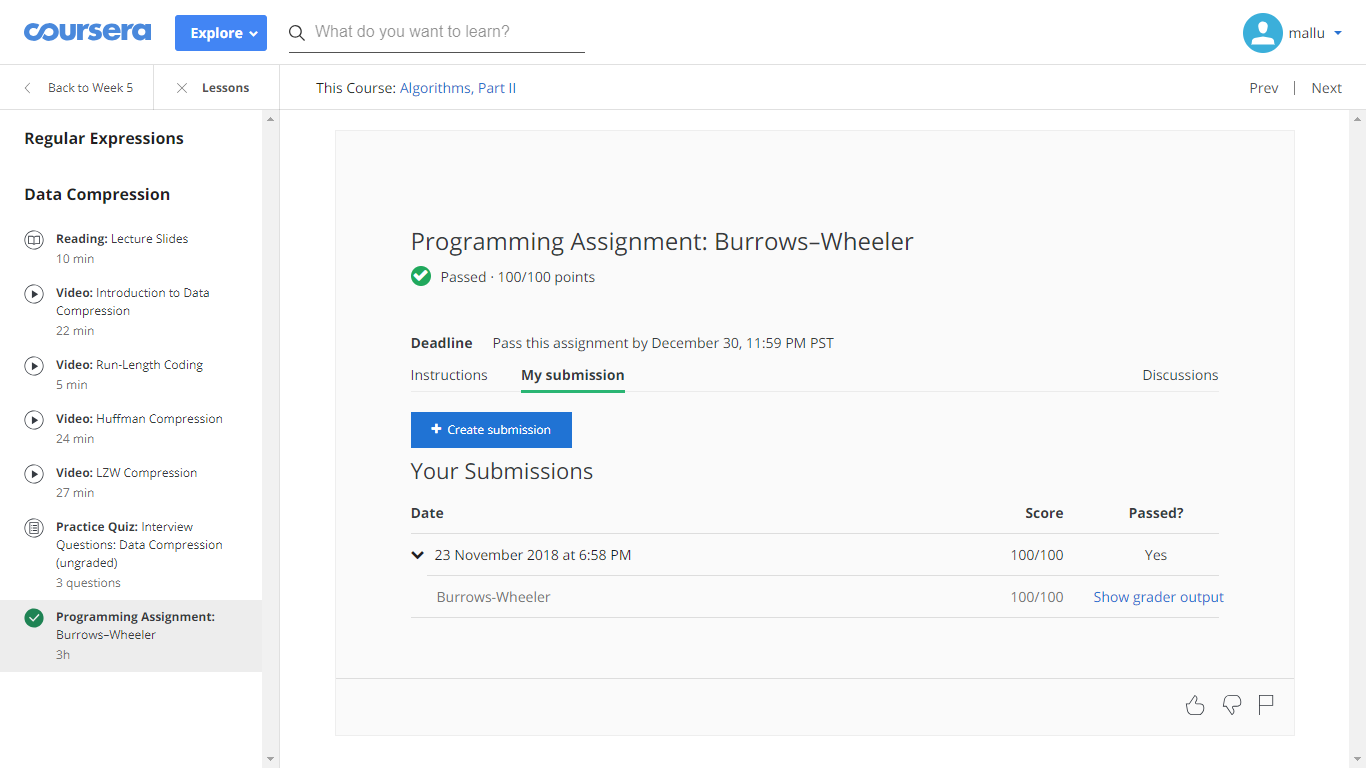 coursera
Explore
What do you want to learn?
mallu
Back to Week 5
Lessons
This Course: Algorithms, Part II
Prev | Next
Regular Expressions
Data Compression
Reading: Lecture Slides
10 min
Video: Introduction to Data
Compression
22 min
Video: Run-Length Coding
5 min
Video: Huffman Compression
24 min
Video: LZW Compression
27 min
Practice Quiz: Interview
Questions: Data Compression
(ungraded)
3 questions
Programming Assignment:
Burrows–Wheeler
3h
Programming Assignment: Burrows–Wheeler
Passed · 100/100 points
Deadline Pass this assignment by December 30, 11:59 PM PST
Instructions My submission Discussions
+ Create submission
Your Submissions
Date Score Passed?
23 November 2018 at 6:58 PM 100/100 Yes
Burrows-Wheeler 100/100 Show grader output